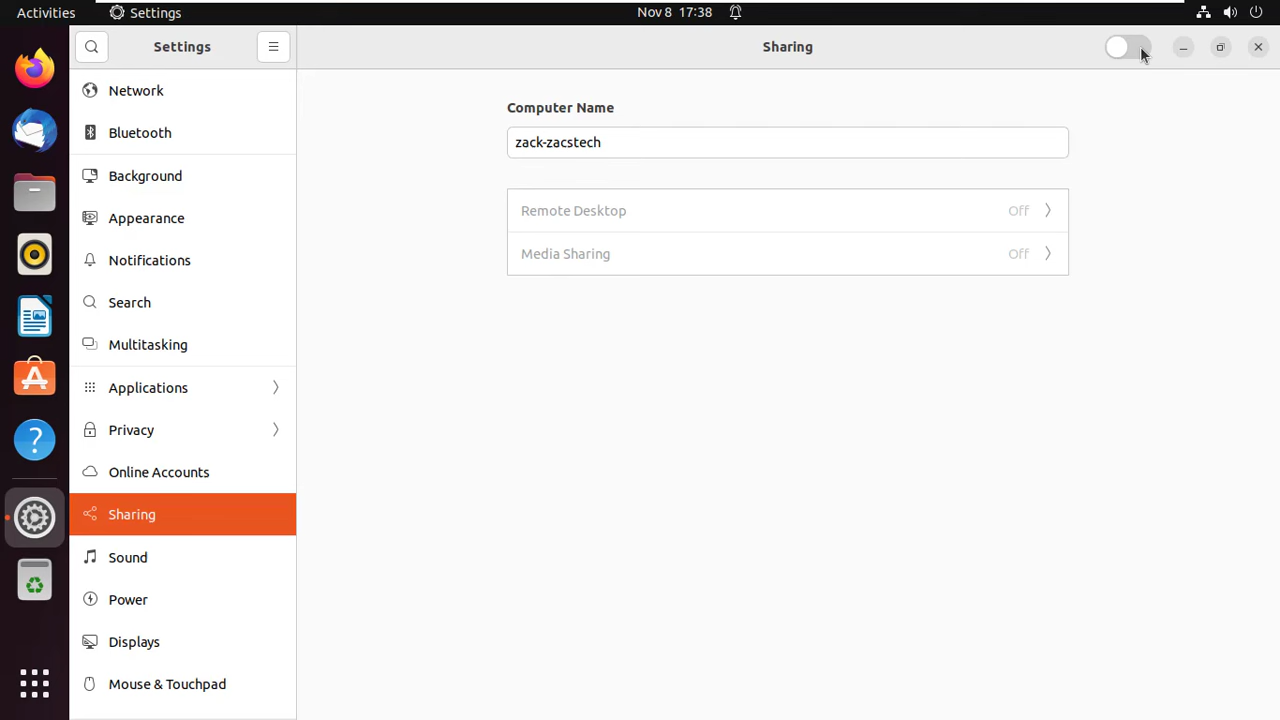 Activities
Settings
Nov 8 17:38
Settings
Sharing
Network
Bluetooth
Background
Appearance
Notifications
Search
Multitasking
Applications
Privacy
Online Accounts
Sharing
Sound
Power
Displays
Mouse & Touchpad
Computer Name
zack-zacstech
Remote Desktop Off
Media Sharing Off